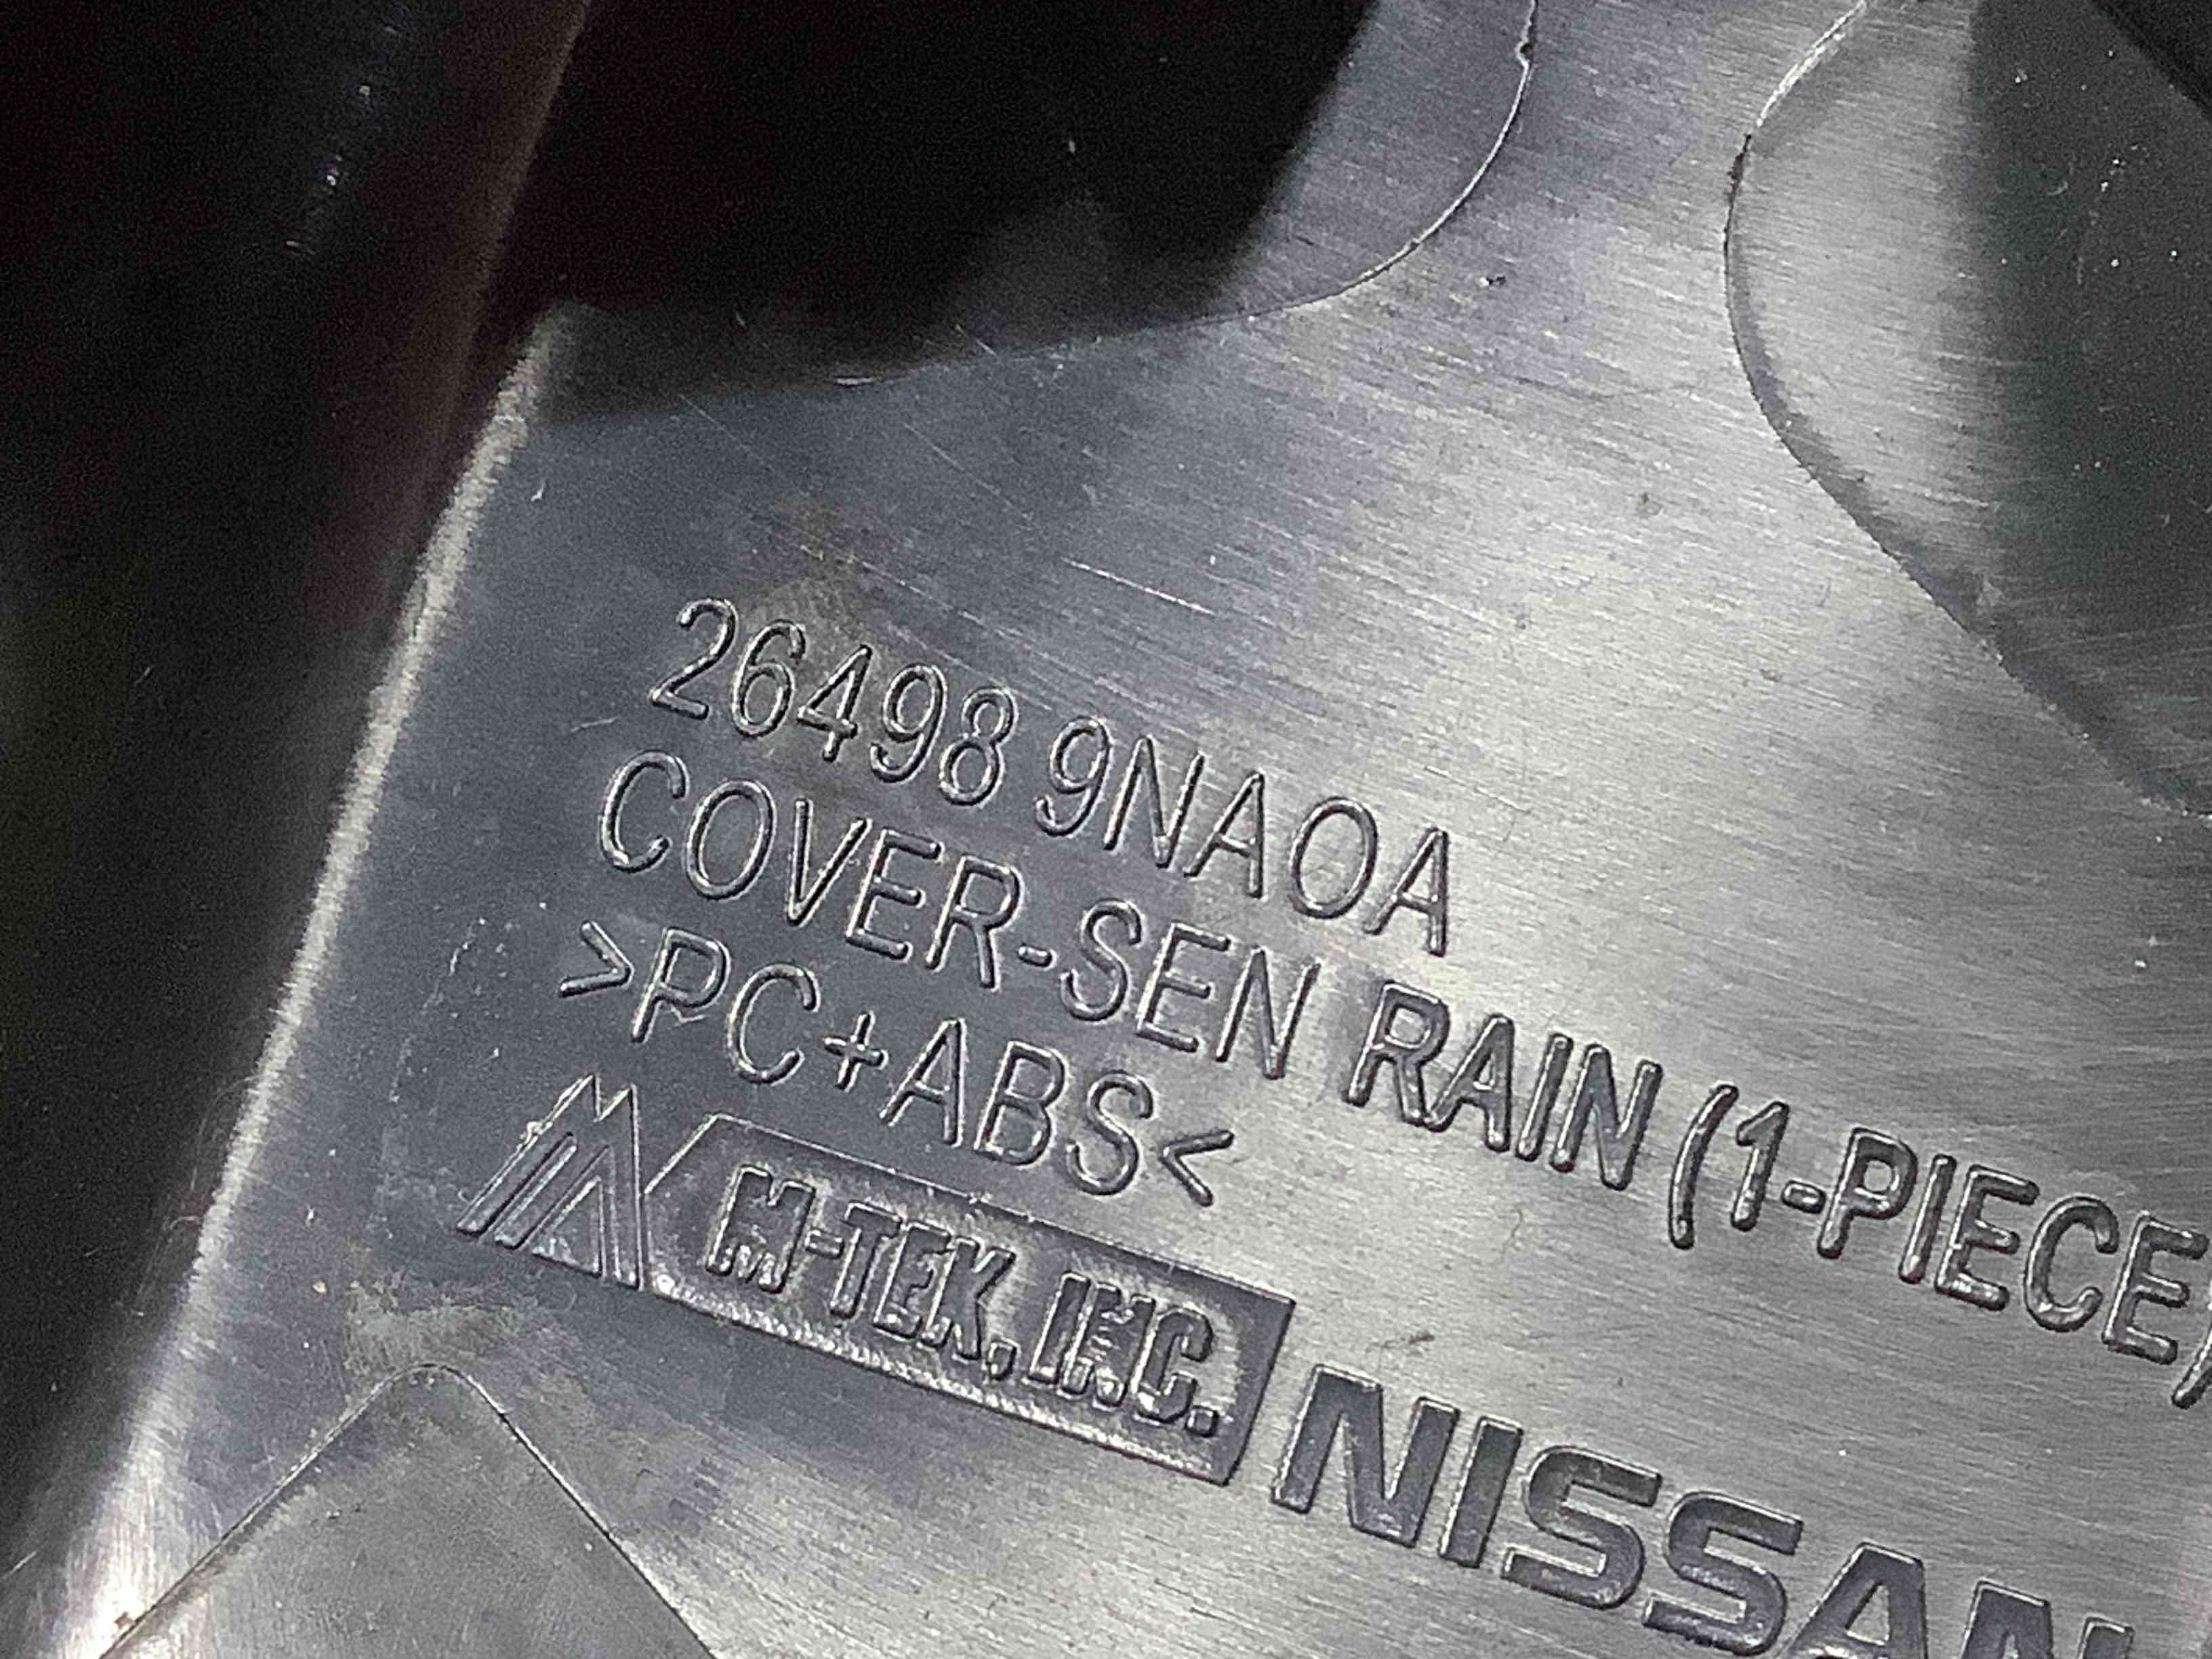 26498 9NA0A
COVER-SEN RAIN (1-PIECE)
>PC+ABS<
M-TEK, INC. NISSAN